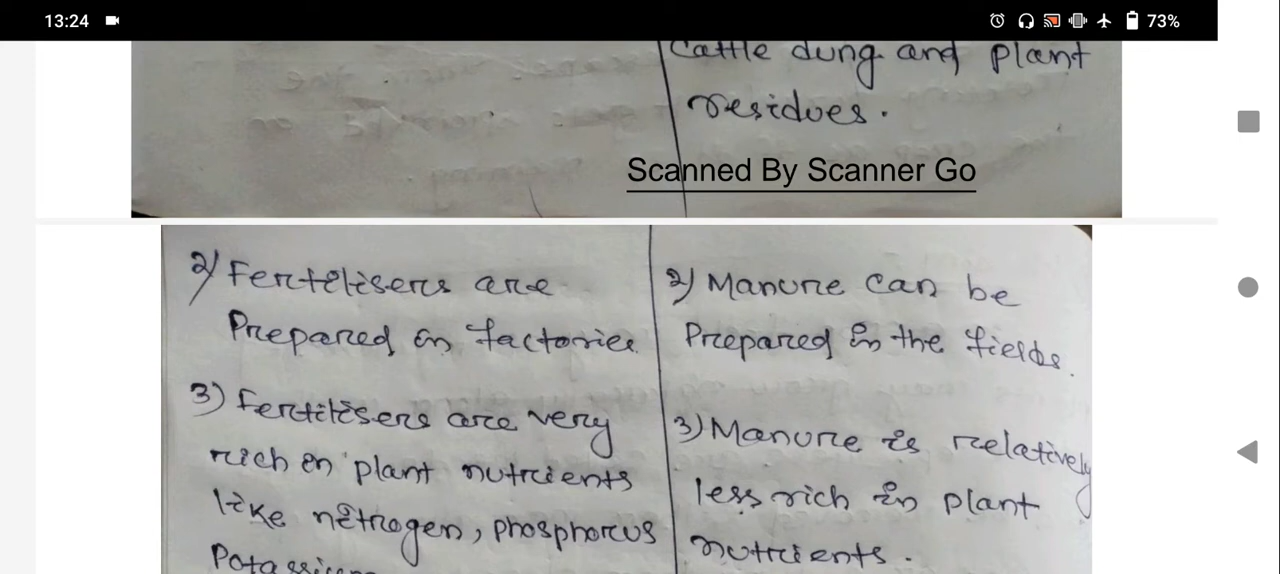 13:24
73%
cattle dung and plant
residues.
Scanned By Scanner Go
2) Fertilisers are
Prepared in factories.
3) Fertilisers are very
rich in plant nutrients
like nitrogen, phosphorus
Potassium
2) Manure can be
Prepared in the fields.
3) Manure is relatively
less rich in plant
nutrients.